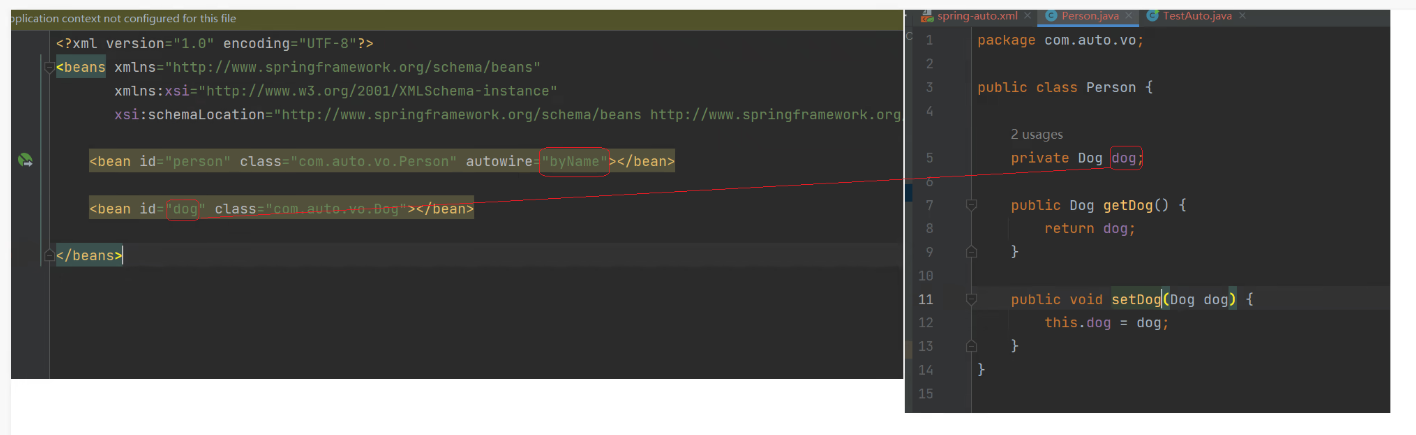 pplication context not configured for this file
<?xml version="1.0" encoding="UTF-8"?>
<beans xmlns="http://www.springframework.org/schema/beans"
xmlns:xsi="http://www.w3.org/2001/XMLSchema-instance"
xsi:schemaLocation="http://www.springframework.org/schema/beans http://www.springframework.org/
<bean id="person" class="com.auto.vo.Person" autowire="byName"></bean>
<bean id="dog" class="com.auto.vo.Dog"></bean>
</beans>
spring-auto.xml × Person.java × TestAuto.java ×
1 package com.auto.vo;
2
3 public class Person {
4
2 usages
5 private Dog dog;
6
7 public Dog getDog() {
8 return dog;
9 }
10
11 public void setDog(Dog dog) {
12 this.dog = dog;
13 }
14 }
15